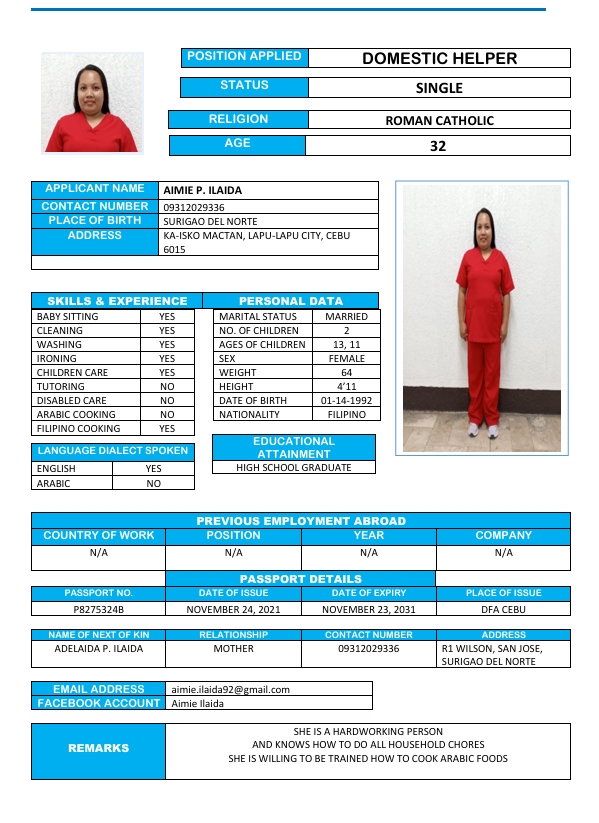 POSITION APPLIED DOMESTIC HELPER
STATUS SINGLE
RELIGION ROMAN CATHOLIC
AGE 32
APPLICANT NAME AIMIE P. ILAIDA
CONTACT NUMBER 09312029336
PLACE OF BIRTH SURIGAO DEL NORTE
ADDRESS KA-ISKO MACTAN, LAPU-LAPU CITY, CEBU
6015
SKILLS & EXPERIENCE PERSONAL DATA
BABY SITTING YES MARITAL STATUS MARRIED
CLEANING YES NO. OF CHILDREN 2
WASHING YES AGES OF CHILDREN 13, 11
IRONING YES SEX FEMALE
CHILDREN CARE YES WEIGHT 64
TUTORING NO HEIGHT 4’11
DISABLED CARE NO DATE OF BIRTH 01-14-1992
ARABIC COOKING NO NATIONALITY FILIPINO
FILIPINO COOKING YES
LANGUAGE DIALECT SPOKEN
ENGLISH YES
ARABIC NO
EDUCATIONAL
ATTAINMENT
HIGH SCHOOL GRADUATE
PREVIOUS EMPLOYMENT ABROAD
COUNTRY OF WORK POSITION YEAR COMPANY
N/A N/A N/A N/A
PASSPORT DETAILS
PASSPORT NO. DATE OF ISSUE DATE OF EXPIRY PLACE OF ISSUE
P8275324B NOVEMBER 24, 2021 NOVEMBER 23, 2031 DFA CEBU
NAME OF NEXT OF KIN RELATIONSHIP CONTACT NUMBER ADDRESS
ADELAIDA P. ILAIDA MOTHER 09312029336 R1 WILSON, SAN JOSE,
SURIGAO DEL NORTE
EMAIL ADDRESS aimie.ilaida92@gmail.com
FACEBOOK ACCOUNT Aimie Ilaida
REMARKS
SHE IS A HARDWORKING PERSON
AND KNOWS HOW TO DO ALL HOUSEHOLD CHORES
SHE IS WILLING TO BE TRAINED HOW TO COOK ARABIC FOODS